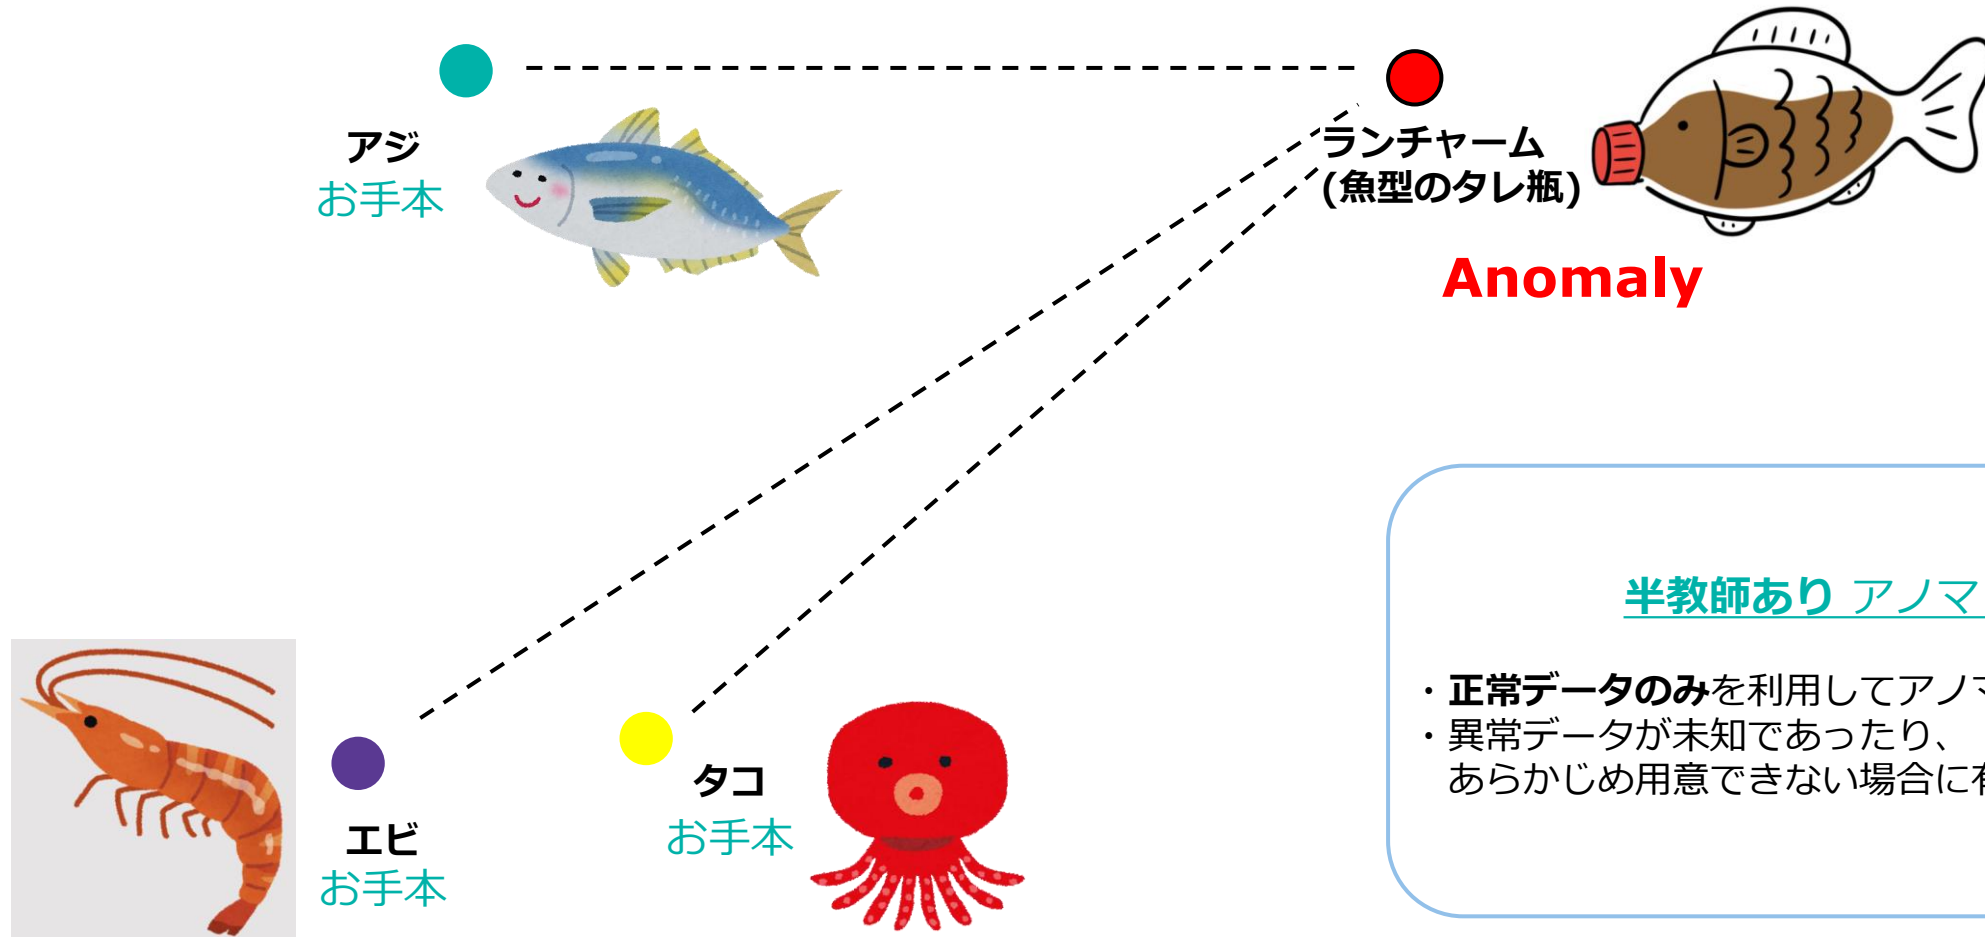 アジ
お手本
ランチャーム
(魚型のタレ瓶)
Anomaly
エビ
お手本
タコ
お手本
半教師あり アノマ
・正常データのみを利用してアノマ
・異常データが未知であったり、
あらかじめ用意できない場合に